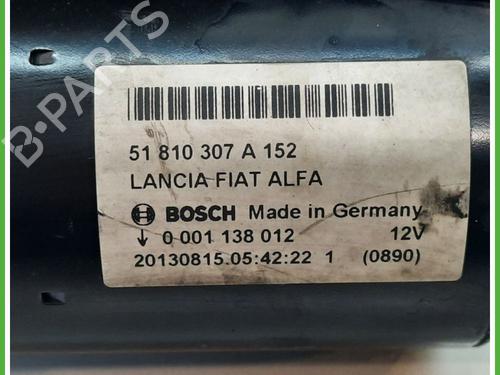 B-PARTS
51 810 307 A 152
LANCIA-FIAT ALFA
BOSCH Made in Germany
↓ 0 001 138 012 12V
20130815.05:42:22 1 (0890)